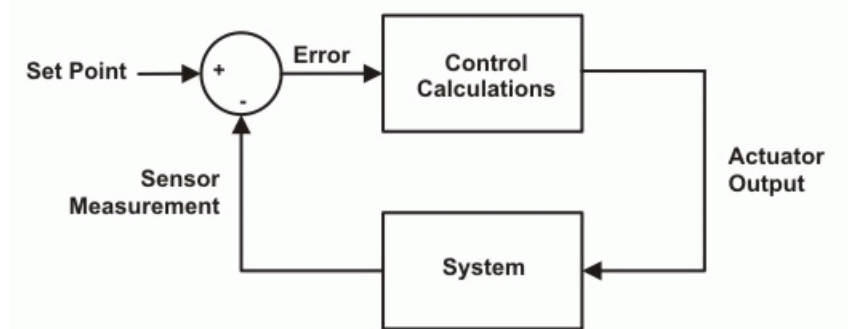 Set Point
+
-
Error
Control
Calculations
Actuator
Output
System
Sensor
Measurement